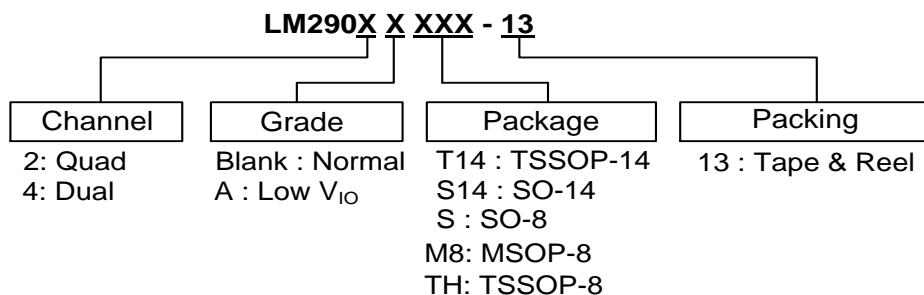 LM290X X XXX - 13
Channel
2: Quad
4: Dual
Grade
Blank : Normal
A : Low VIO
Package
T14 : TSSOP-14
S14 : SO-14
S : SO-8
M8: MSOP-8
TH: TSSOP-8
Packing
13 : Tape & Reel